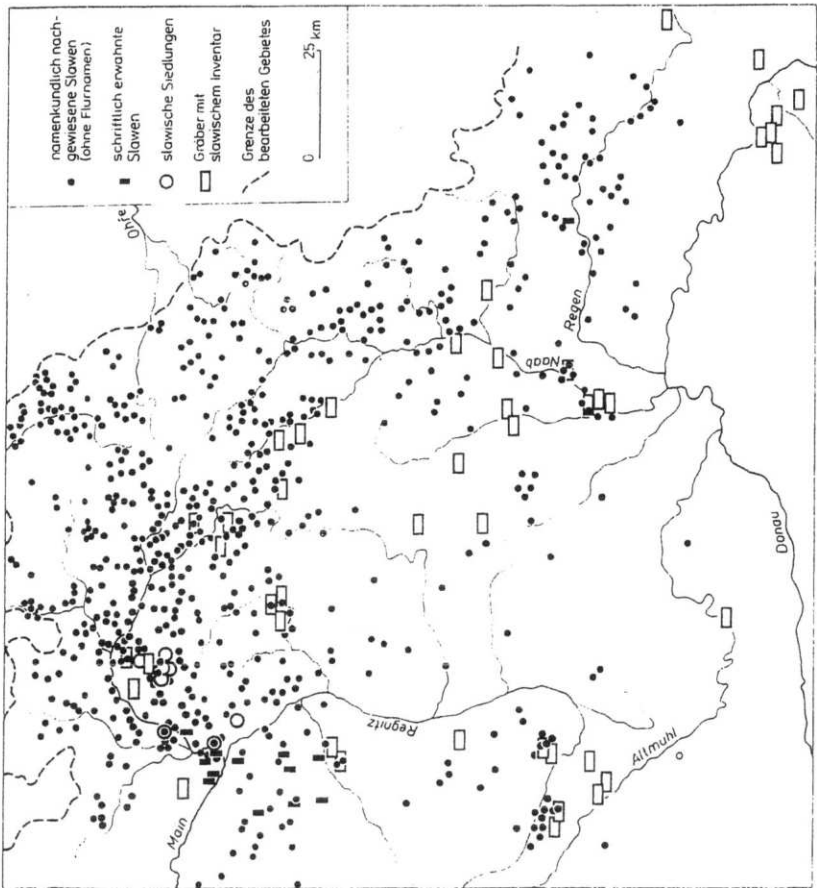 namenkundlich nach-
gewiesene Slawen
(ohne Flurnamen)
schriftlich erwähnte
Slawen
slawische Siedlungen
Gräber mit
slawischem Inventar
Grenze des
bearbeiteten Gebietes
0 25
km
Ohře
Main
Regnitz
Naab
Regen
Altmuhl
Donau